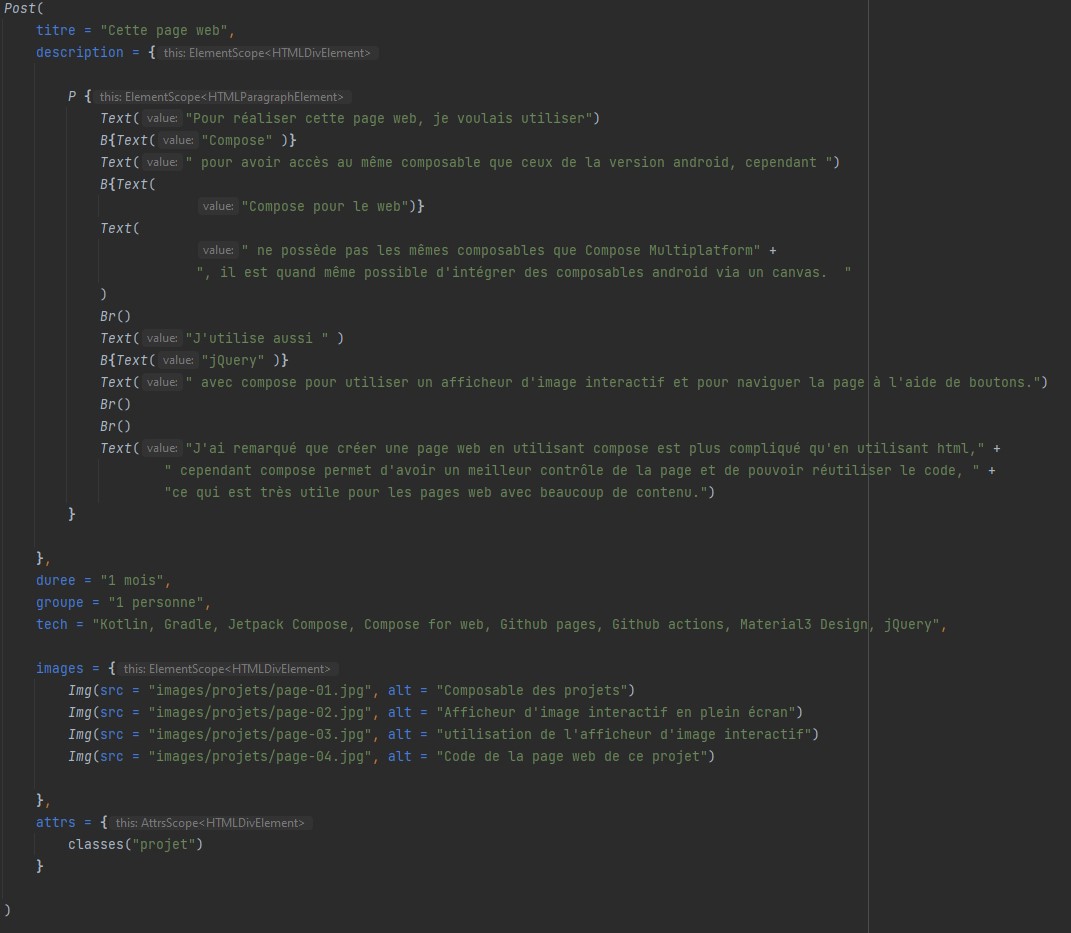 Post(
titre = "Cette page web",
description = { this: ElementScope<HTMLDivElement>
P { this: ElementScope<HTMLParagraphElement>
Text( value: "Pour réaliser cette page web, je voulais utiliser")
B{Text( value: "Compose" )}
Text( value: " pour avoir accès au même composable que ceux de la version android, cependant ")
B{Text(
value: "Compose pour le web")}
Text(
value: " ne possède pas les mêmes composables que Compose Multiplatform" +
", il est quand même possible d'intégrer des composables android via un canvas.  "
)
Br()
Text( value: "J'utilise aussi " )
B{Text( value: "jQuery" )}
Text( value: " avec compose pour utiliser un afficheur d'image interactif et pour naviguer la page à l'aide de boutons.")
Br()
Br()
Text( value: "J'ai remarqué que créer une page web en utilisant compose est plus compliqué qu'en utilisant html," +
" cependant compose permet d'avoir un meilleur contrôle de la page et de pouvoir réutiliser le code, " +
"ce qui est très utile pour les pages web avec beaucoup de contenu.")
}
},
duree = "1 mois",
groupe = "1 personne",
tech = "Kotlin, Gradle, Jetpack Compose, Compose for web, Github pages, Github actions, Material3 Design, jQuery",
images = { this: ElementScope<HTMLDivElement>
Img(src = "images/projets/page-01.jpg", alt = "Composable des projets")
Img(src = "images/projets/page-02.jpg", alt = "Afficheur d'image interactif en plein écran")
Img(src = "images/projets/page-03.jpg", alt = "utilisation de l'afficheur d'image interactif")
Img(src = "images/projets/page-04.jpg", alt = "Code de la page web de ce projet")
},
attrs = { this: AttrsScope<HTMLDivElement>
classes("projet")
}
)